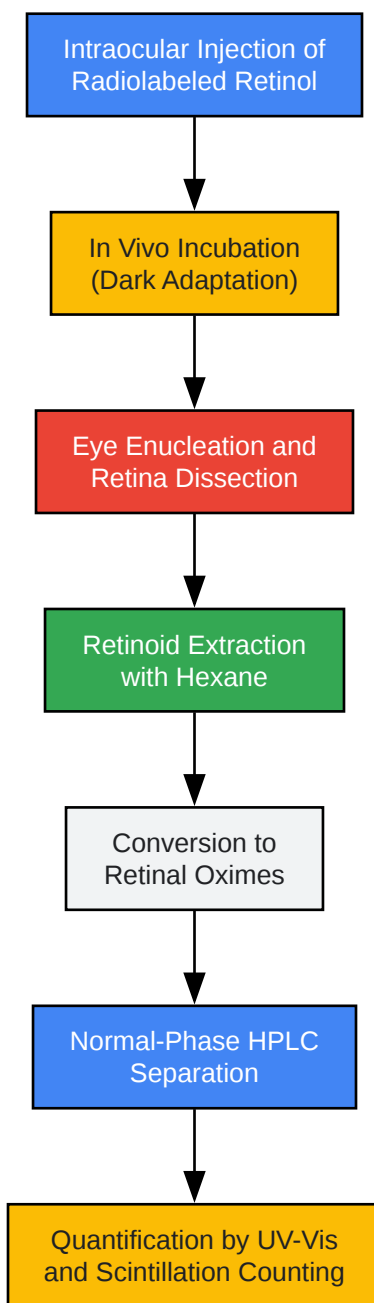 Intraocular Injection of
Radiolabeled Retinol
In Vivo Incubation
(Dark Adaptation)
Eye Enucleation and
Retina Dissection
Retinoid Extraction
with Hexane
Conversion to
Retinal Oximes
Normal-Phase HPLC
Separation
Quantification by UV-Vis
and Scintillation Counting